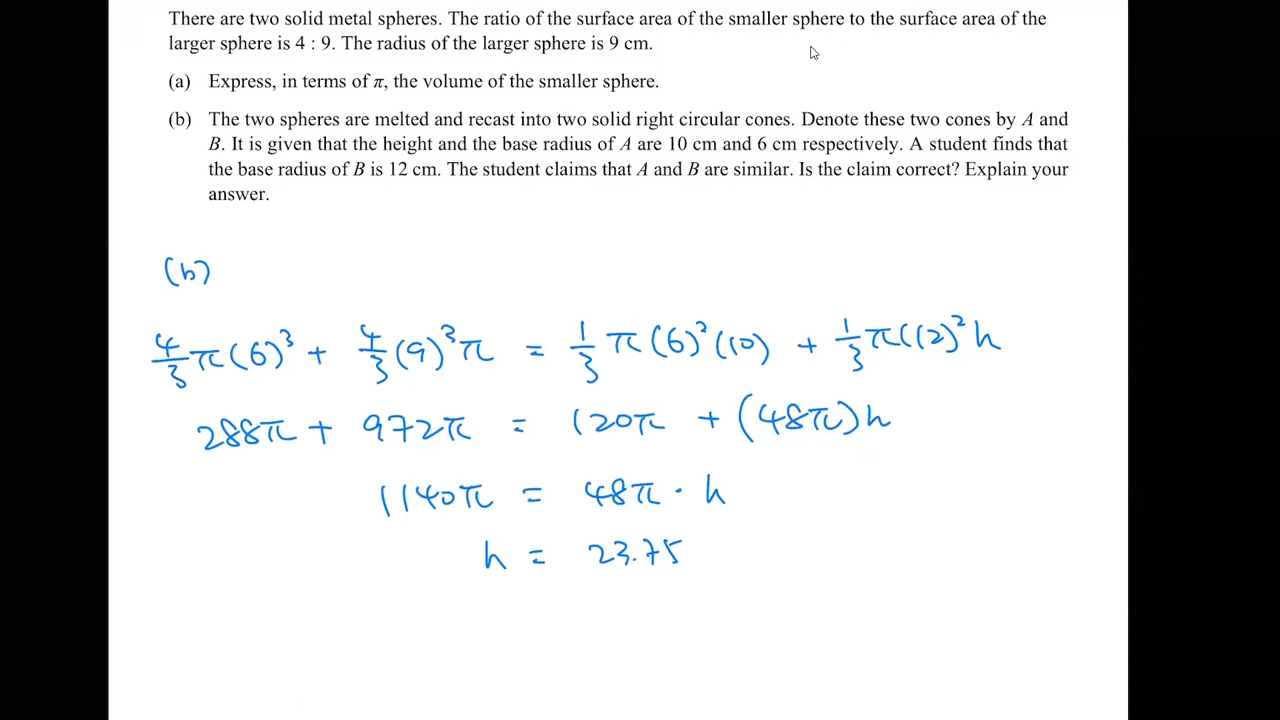 There are two solid metal spheres. The ratio of the surface area of the smaller sphere to the surface area of the
larger sphere is 4 : 9. The radius of the larger sphere is 9 cm.
(a) Express, in terms of π, the volume of the smaller sphere.
(b) The two spheres are melted and recast into two solid right circular cones. Denote these two cones by A and
B. It is given that the height and the base radius of A are 10 cm and 6 cm respectively. A student finds that
the base radius of B is 12 cm. The student claims that A and B are similar. Is the claim correct? Explain your
answer.
(b)
4/3 π(6)³ + 4/3 (9)³π = 1/3 π(6)²(10) + 1/3 π(12)²h
288π + 972π = 120π + (48π)h
1140π = 48π · h
h = 23.75